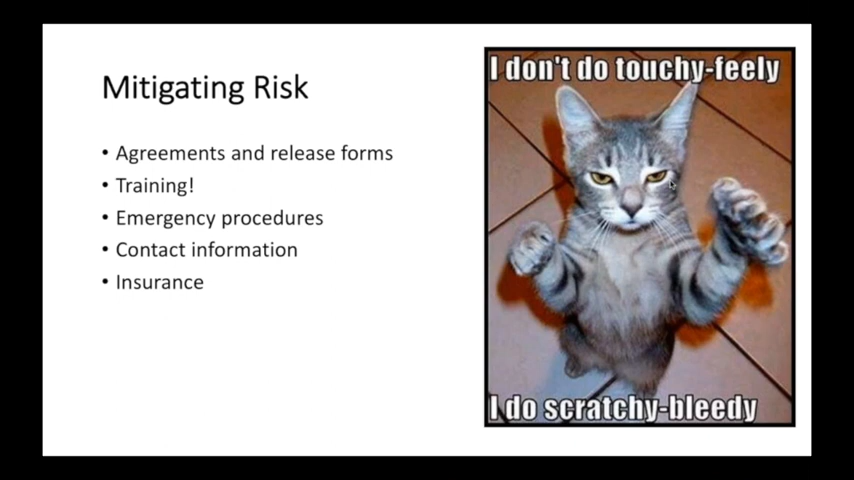 Mitigating Risk
• Agreements and release forms
• Training!
• Emergency procedures
• Contact information
• Insurance
I don't do touchy-feely
I do scratchy-bleedy